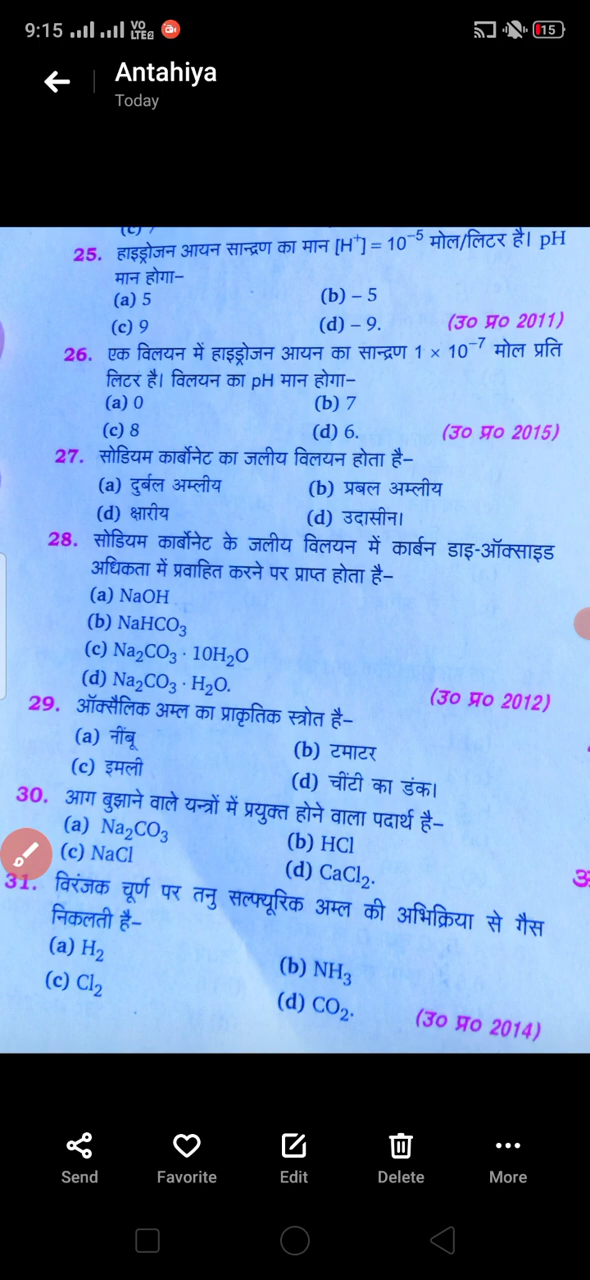 9:15
VO
LTE2
15
Antahiya
Today
25. हाइड्रोजन आयन सान्द्रण का मान [H⁺] = 10⁻⁵ मोल/लिटर है। pH
मान होगा–
(a) 5 (b) – 5
(c) 9 (d) – 9. (उ० प्र० 2011)
26. एक विलयन में हाइड्रोजन आयन का सान्द्रण 1 × 10⁻⁷ मोल प्रति
लिटर है। विलयन का pH मान होगा–
(a) 0 (b) 7
(c) 8 (d) 6. (उ० प्र० 2015)
27. सोडियम कार्बोनेट का जलीय विलयन होता है–
(a) दुर्बल अम्लीय (b) प्रबल अम्लीय
(d) क्षारीय (d) उदासीन।
28. सोडियम कार्बोनेट के जलीय विलयन में कार्बन डाइ-ऑक्साइड
अधिकता में प्रवाहित करने पर प्राप्त होता है–
(a) NaOH
(b) NaHCO₃
(c) Na₂CO₃ · 10H₂O
(d) Na₂CO₃ · H₂O. (उ० प्र० 2012)
29. ऑक्सैलिक अम्ल का प्राकृतिक स्त्रोत है–
(a) नींबू (b) टमाटर
(c) इमली (d) चींटी का डंक।
30. आग बुझाने वाले यन्त्रों में प्रयुक्त होने वाला पदार्थ है–
(a) Na₂CO₃ (b) HCl
(c) NaCl (d) CaCl₂.
31. विरंजक चूर्ण पर तनु सल्फ्यूरिक अम्ल की अभिक्रिया से गैस
निकलती है–
(a) H₂ (b) NH₃
(c) Cl₂ (d) CO₂. (उ० प्र० 2014)
Send Favorite Edit Delete More